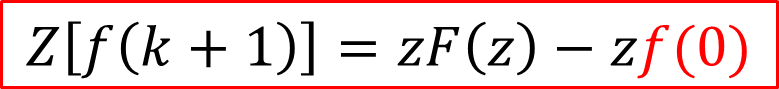 Z[f(k + 1)] = zF(z) − zf(0)